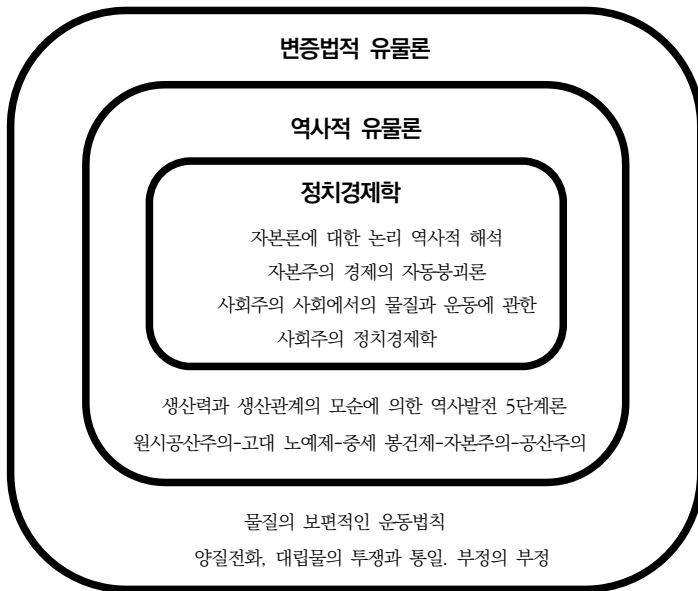 변증법적 유물론
역사적 유물론
정치경제학
자본론에 대한 논리 역사적 해석
자본주의 경제의 자동붕괴론
사회주의 사회에서의 물질과 운동에 관한
사회주의 정치경제학
생산력과 생산관계의 모순에 의한 역사발전 5단계론
원시공산주의-고대 노예제-중세 봉건제-자본주의-공산주의
물질의 보편적인 운동법칙
양질전화, 대립물의 투쟁과 통일. 부정의 부정